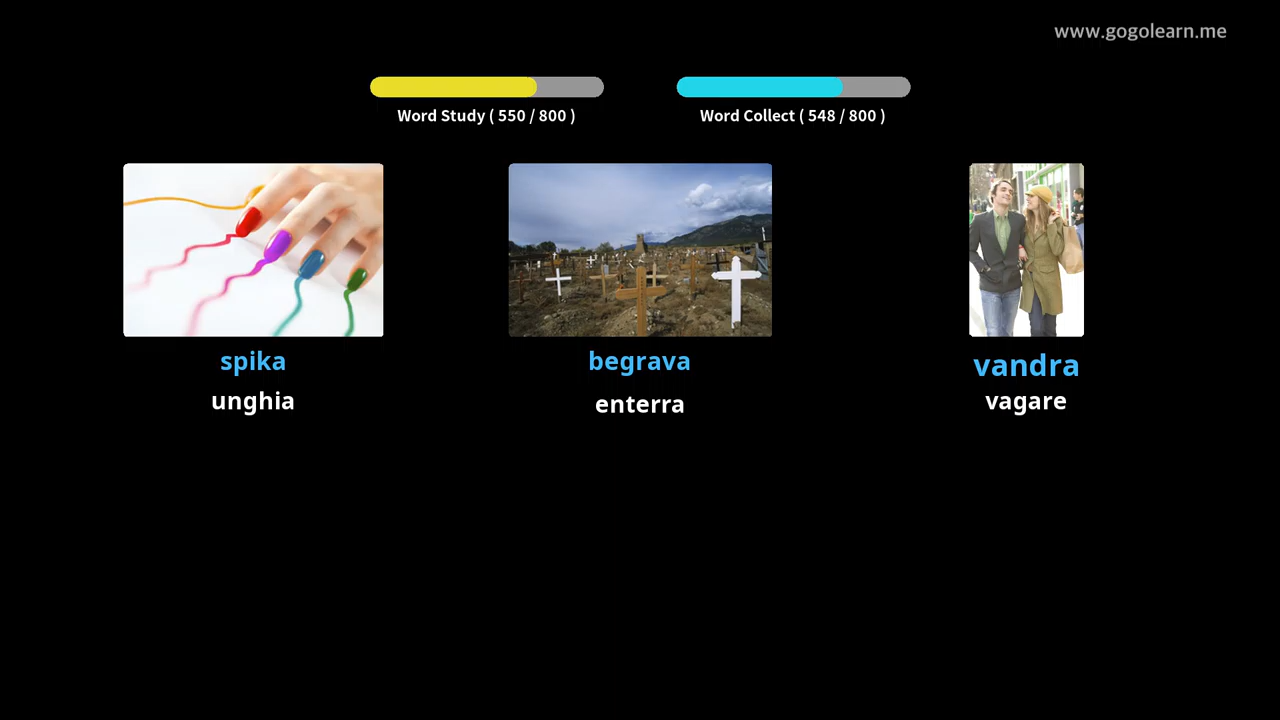 www.gogolearn.me
Word Study ( 550 / 800 )
Word Collect ( 548 / 800 )
spika
begrava
vandra
unghia
enterra
vagare